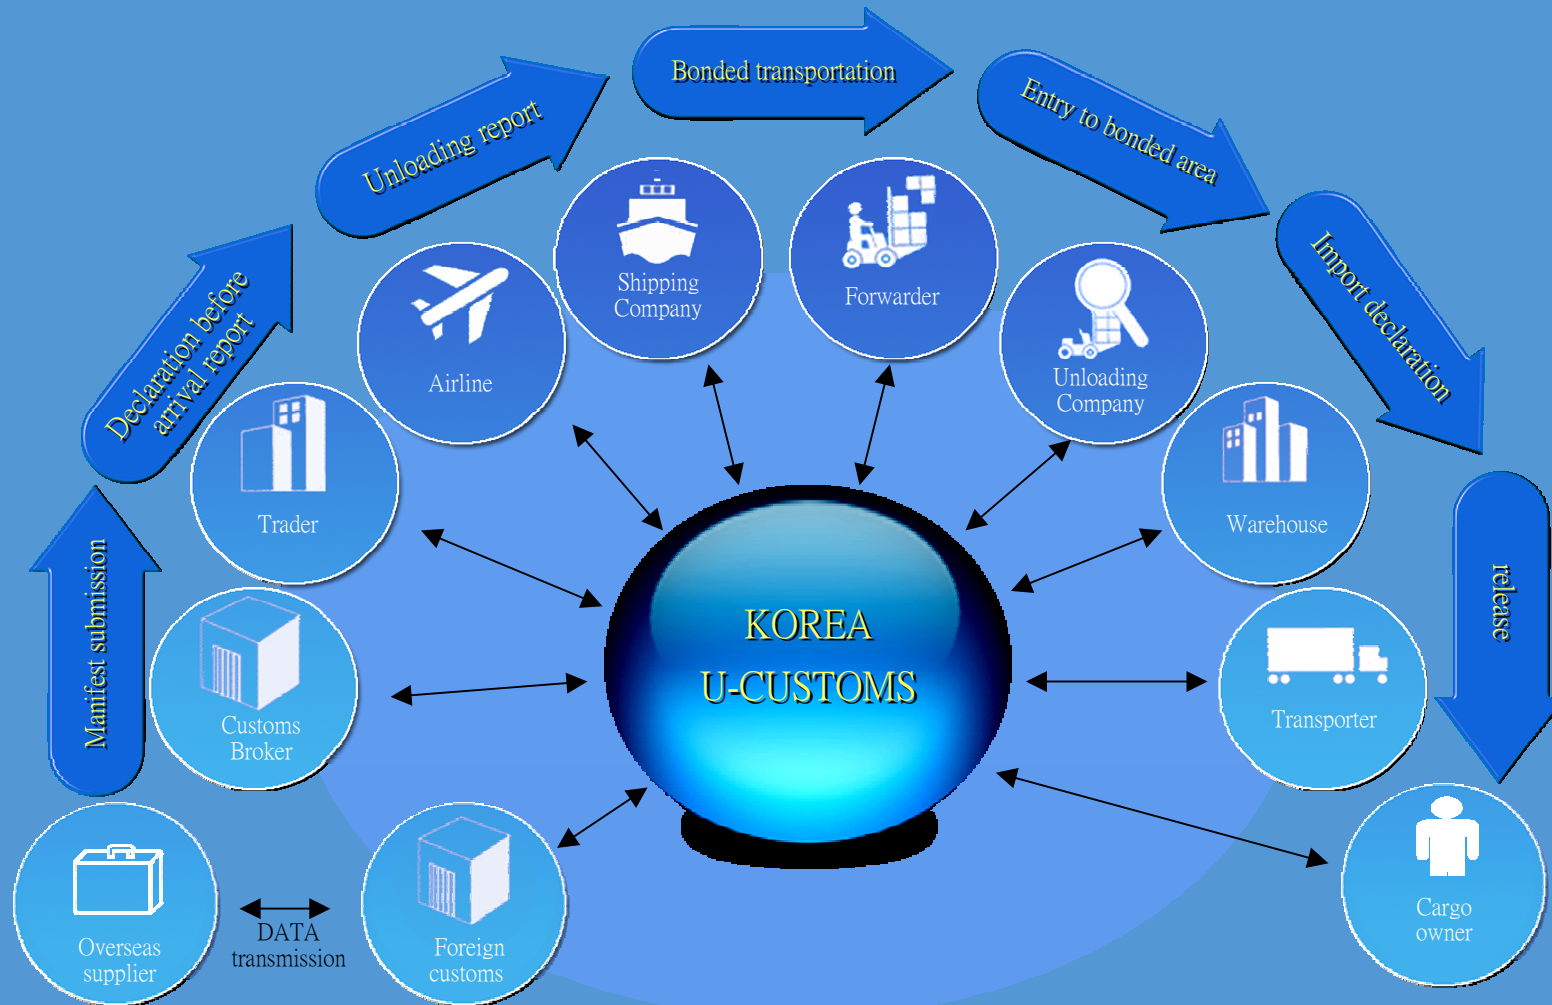 Manifest submission
Declaration before
arrival report
Unloading report
Bonded transportation
Entry to bonded area
Import declaration
release
Overseas
supplier
DATA
transmission
Foreign
customs
Customs
Broker
Trader
Airline
Shipping
Company
Forwarder
Unloading
Company
Warehouse
Transporter
Cargo
owner
KOREA
U-CUSTOMS